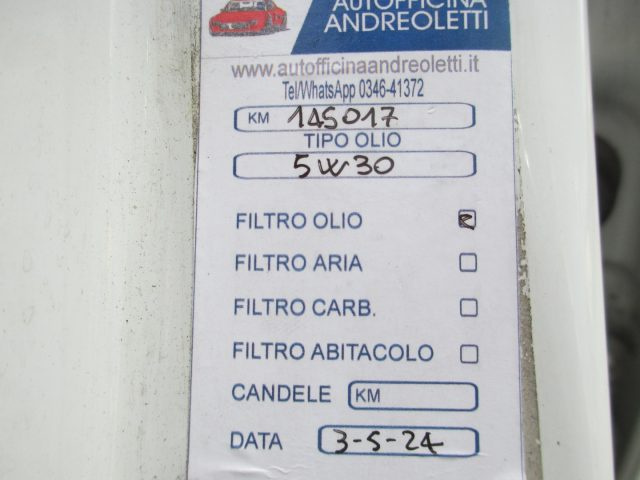 AUTOFFICINA
ANDREOLETTI
www.autofficinaandreoletti.it
Tel/WhatsApp 0346-41372
KM 145017
TIPO OLIO
5W30
FILTRO OLIO
FILTRO ARIA
FILTRO CARB.
FILTRO ABITACOLO
CANDELE KM
DATA 3-5-24